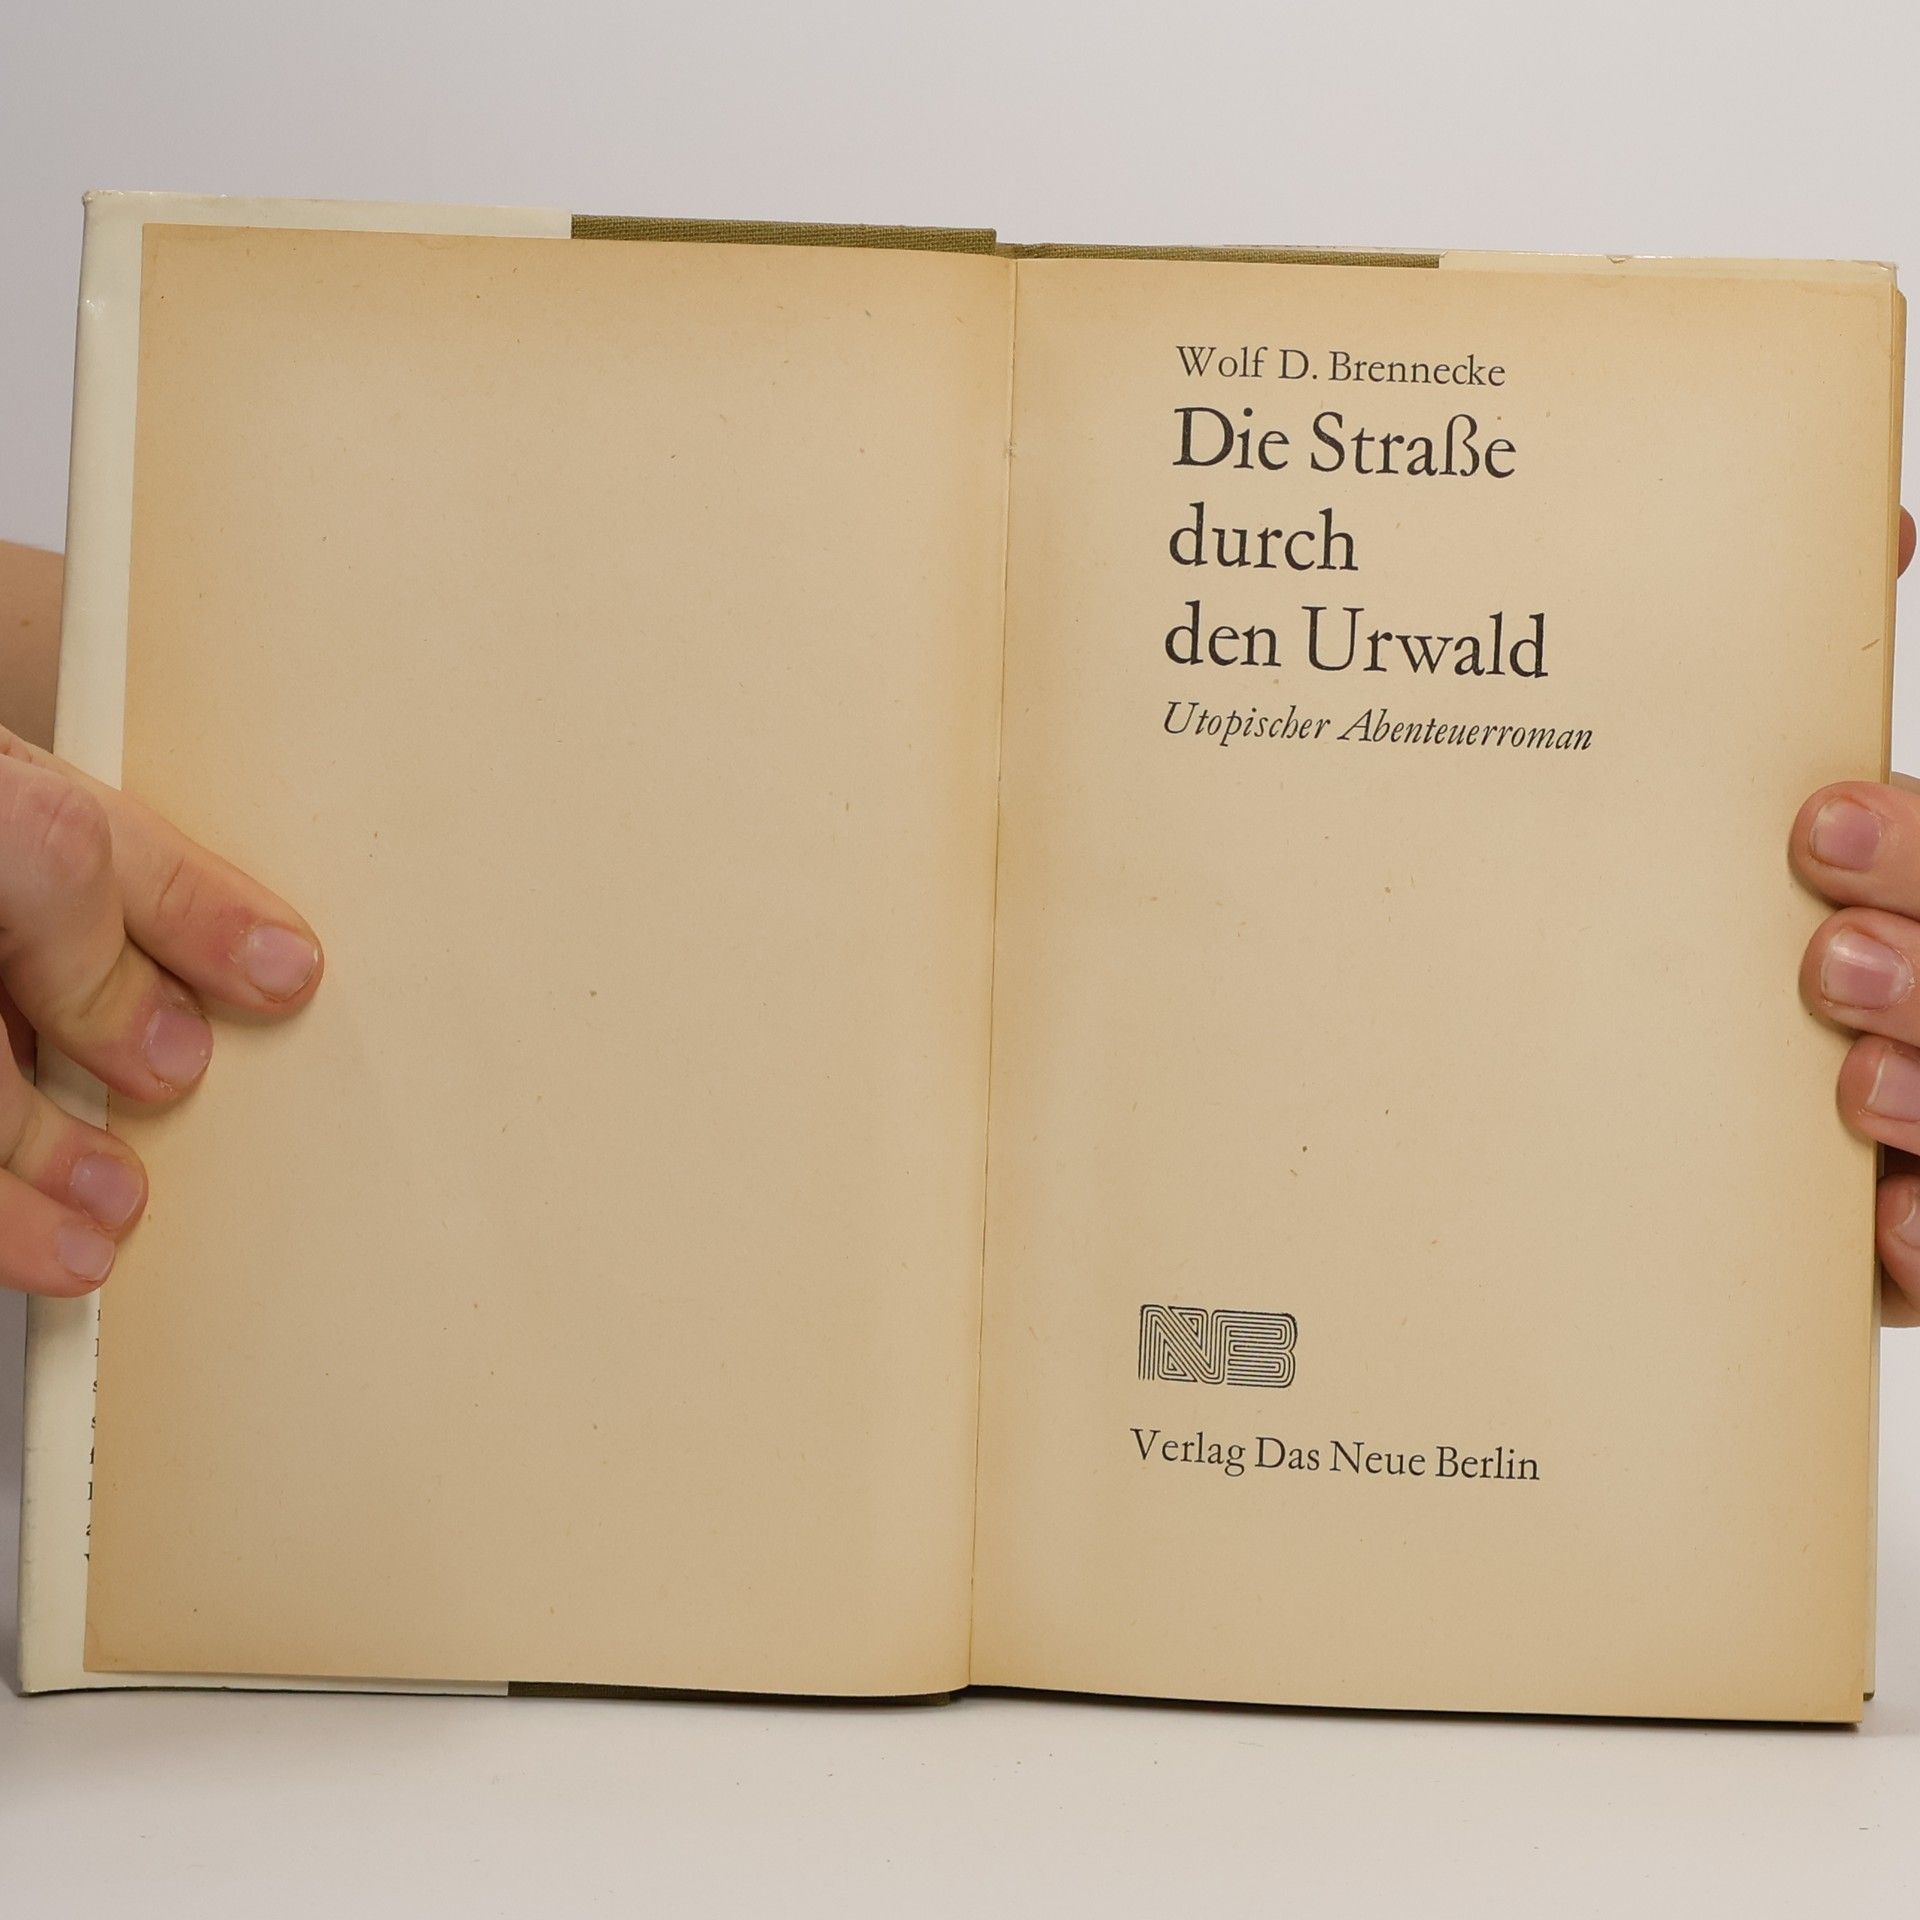 Wolf D. Brennecke
Die Straße
durch
den Urwald
Utopischer Abenteuerroman
NB
Verlag Das Neue Berlin